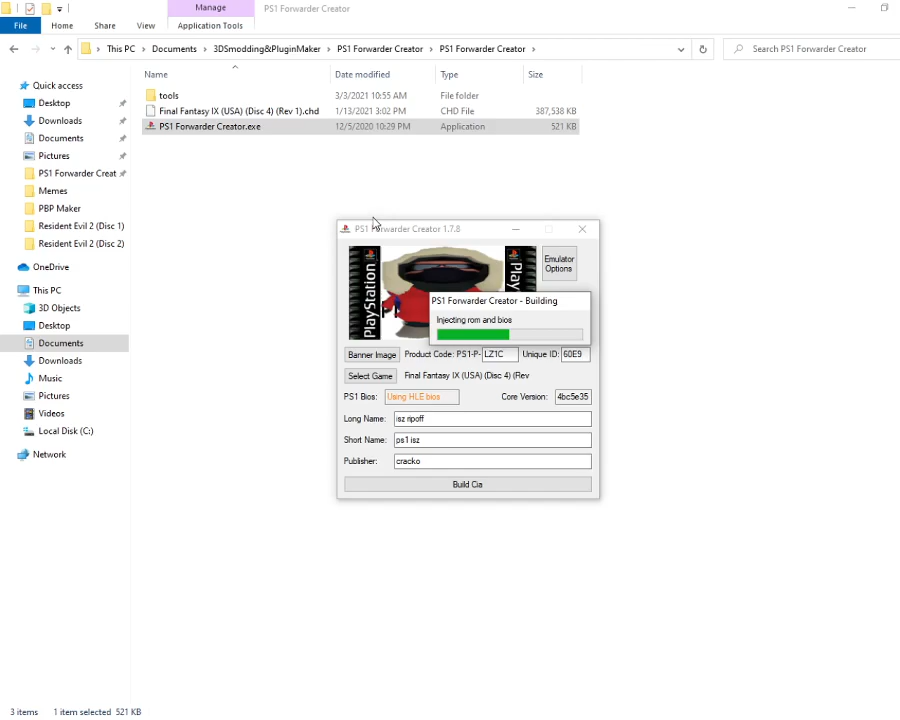 Manage
PS1 Forwarder Creator
File
Home
Share
View
Application Tools
This PC
Documents
3DSmodding&PluginMaker
PS1 Forwarder Creator
PS1 Forwarder Creator
Search PS1 Forwarder Creator
Name
Date modified
Type
Size
tools
3/3/2021 10:55 AM
File folder
Final Fantasy IX (USA) (Disc 4) (Rev 1).chd
1/13/2021 3:02 PM
CHD File
387,538 KB
PS1 Forwarder Creator.exe
12/5/2020 10:29 PM
Application
521 KB
Quick access
Desktop
Downloads
Documents
Pictures
PS1 Forwarder Creat
Memes
PBP Maker
Resident Evil 2 (Disc 1)
Resident Evil 2 (Disc 2)
OneDrive
This PC
3D Objects
Desktop
Documents
Downloads
Music
Pictures
Videos
Local Disk (C:)
Network
PS1 Forwarder Creator 1.7.8
PlayStation
Play
Emulator
Options
PS1 Forwarder Creator - Building
Injecting rom and bios
Banner Image
Product Code: PS1-P-
LZ1C
Unique ID:
60E9
Select Game
Final Fantasy IX (USA) (Disc 4) (Rev
PS1 Bios:
Using HLE bios
Core Version:
4bc5e35
Long Name:
isz ripoff
Short Name:
ps1 isz
Publisher:
cracko
Build Cia
3 items
1 item selected 521 KB